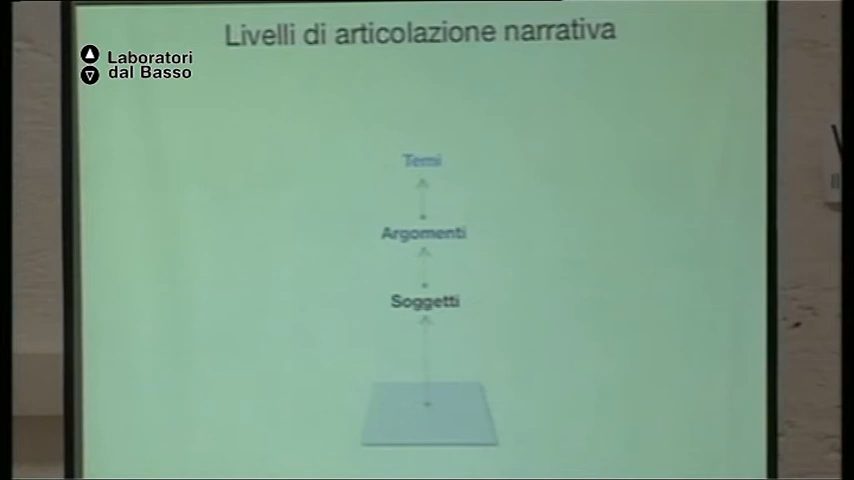 Livelli di articolazione narrativa
Laboratori
dal Basso
Temi
Argomenti
Soggetti